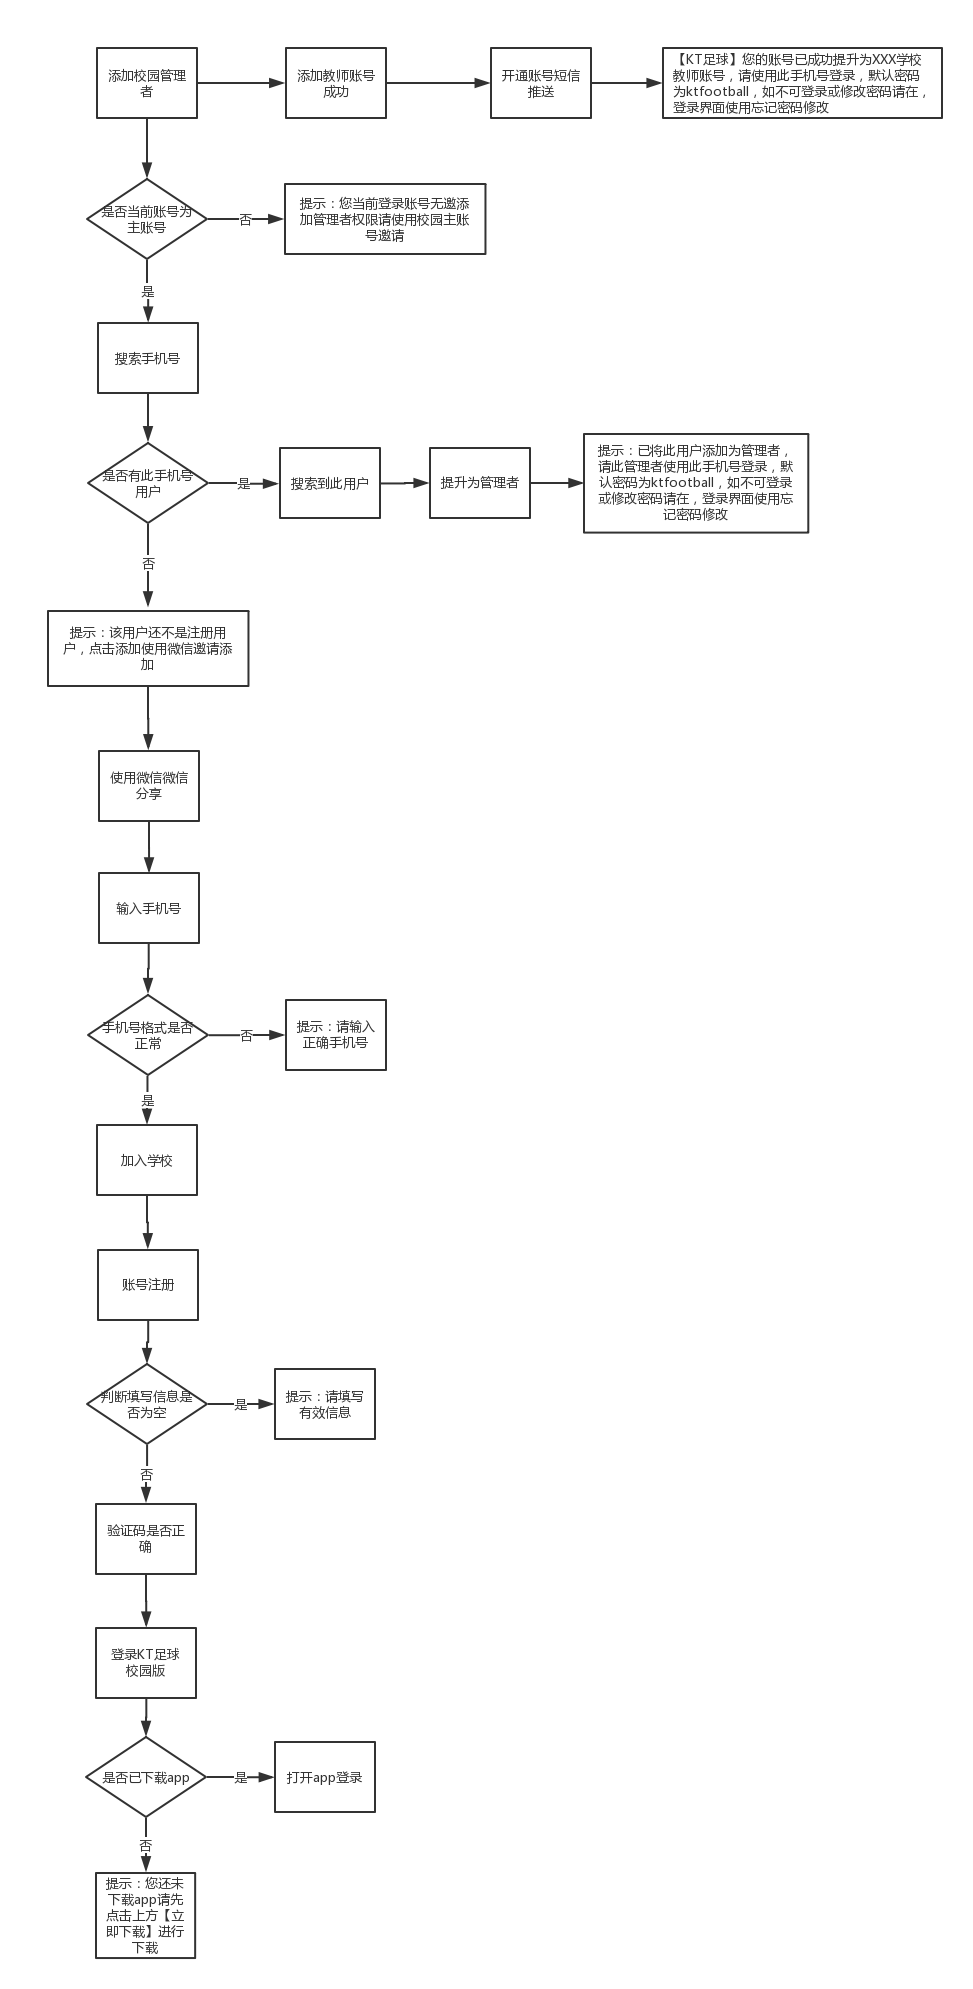 添加校园管理
者
添加教师账号
成功
开通账号短信
推送
【KT足球】您的账号已成功提升为XXX学校
教师账号，请使用此手机号登录，默认密码
为ktfootball，如不可登录或修改密码请在，
登录界面使用忘记密码修改
是否当前账号为
主账号
否
提示：您当前登录账号无邀添
加管理者权限请使用校园主账
号邀请
是
搜索手机号
是否有此手机号
用户
是
搜索到此用户
提升为管理者
提示：已将此用户添加为管理者，
请此管理者使用此手机号登录，默
认密码为ktfootball，如不可登录
或修改密码请在，登录界面使用忘
记密码修改
否
提示：该用户还不是注册用
户，点击添加使用微信邀请添
加
使用微信微信
分享
输入手机号
手机号格式是否
正常
否
提示：请输入
正确手机号
是
加入学校
账号注册
判断填写信息是
否为空
是
提示：请填写
有效信息
否
验证码是否正
确
登录KT足球
校园版
是否已下载app
是
打开app登录
否
提示：您还未
下载app请先
点击上方【立
即下载】进行
下载